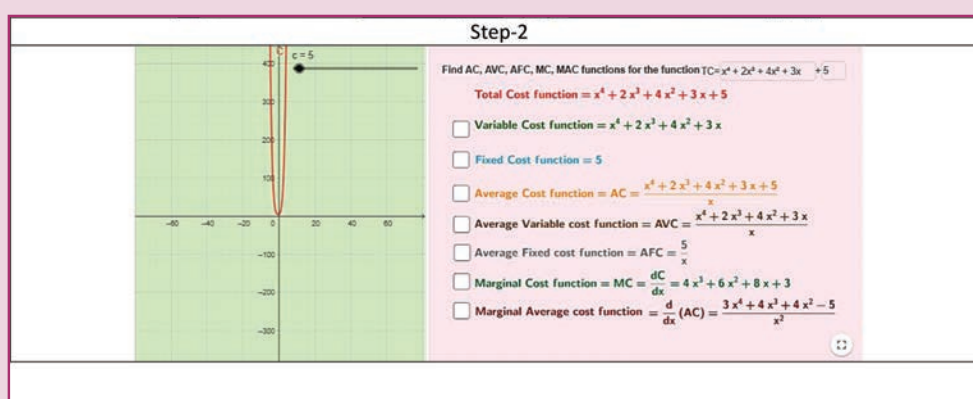 Step-2
C
c = 5
400
300
200
100
-60 -40 -20 0 20 40 60
-100
-200
-300
Find AC, AVC, AFC, MC, MAC functions for the function TC= x⁴ + 2x³ + 4x² + 3x +5
Total Cost function = x⁴ + 2 x³ + 4 x² + 3 x + 5
Variable Cost function = x⁴ + 2 x³ + 4 x² + 3 x
Fixed Cost function = 5
Average Cost function = AC = (x⁴ + 2 x³ + 4 x² + 3 x + 5)/x
Average Variable cost function = AVC = (x⁴ + 2 x³ + 4 x² + 3 x)/x
Average Fixed cost function = AFC = 5/x
Marginal Cost function = MC = dC/dx = 4 x³ + 6 x² + 8 x + 3
Marginal Average cost function = d/dx (AC) = (3 x⁴ + 4 x³ + 4 x² − 5)/x²